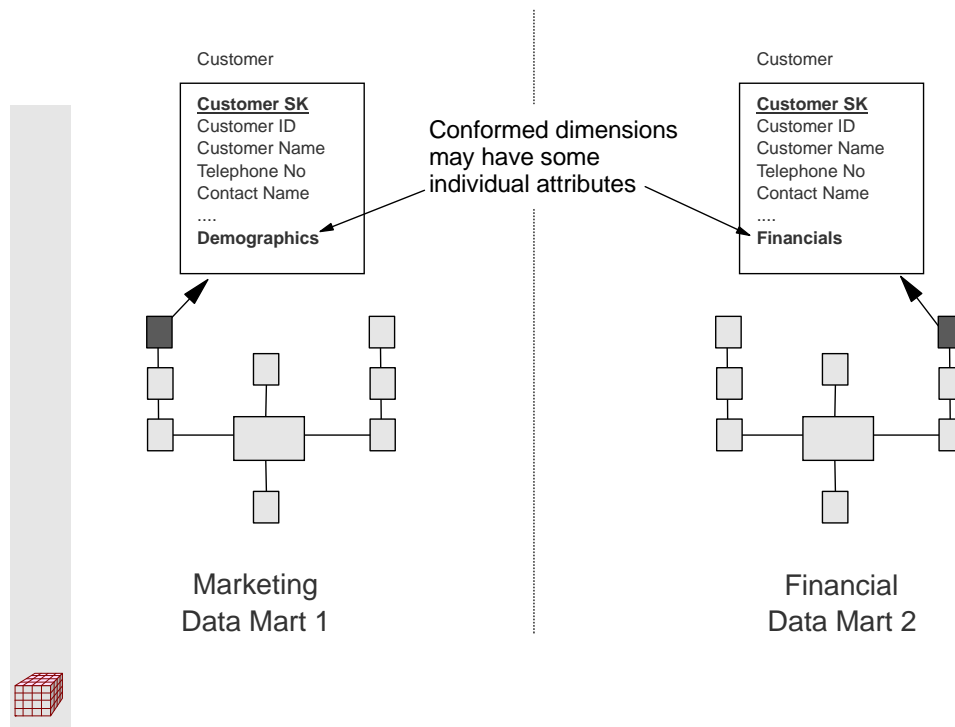 Customer
Customer SK
Customer ID
Customer Name
Telephone No
Contact Name
....
Demographics
Conformed dimensions
may have some
individual attributes
Customer
Customer SK
Customer ID
Customer Name
Telephone No
Contact Name
....
Financials
Marketing
Data Mart 1
Financial
Data Mart 2